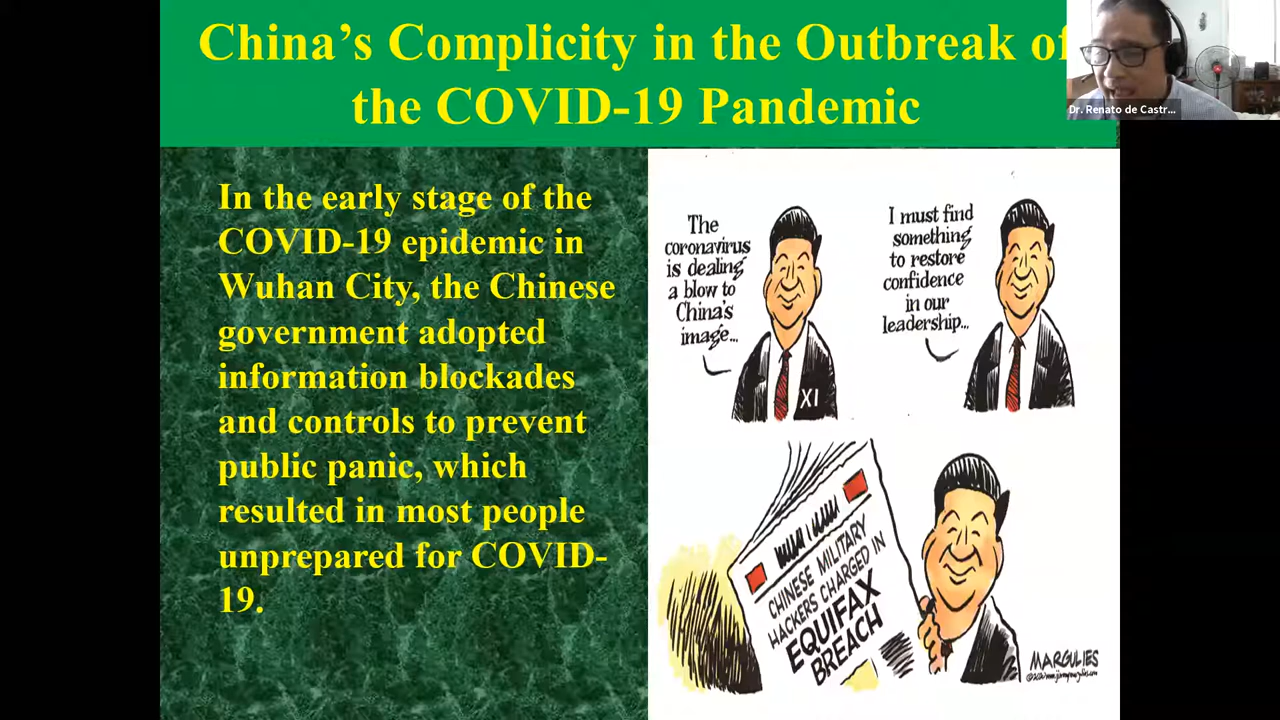 China’s Complicity in the Outbreak of
the COVID-19 Pandemic
Dr. Renato de Castr...
In the early stage of the
COVID-19 epidemic in
Wuhan City, the Chinese
government adopted
information blockades
and controls to prevent
public panic, which
resulted in most people
unprepared for COVID-
19.
The
coronavirus
is dealing
a blow to
China's
image...
I must find
something
to restore
confidence
in our
leadership...
XI
CHINESE MILITARY
HACKERS CHARGED IN
EQUIFAX
BREACH
MARGULIES